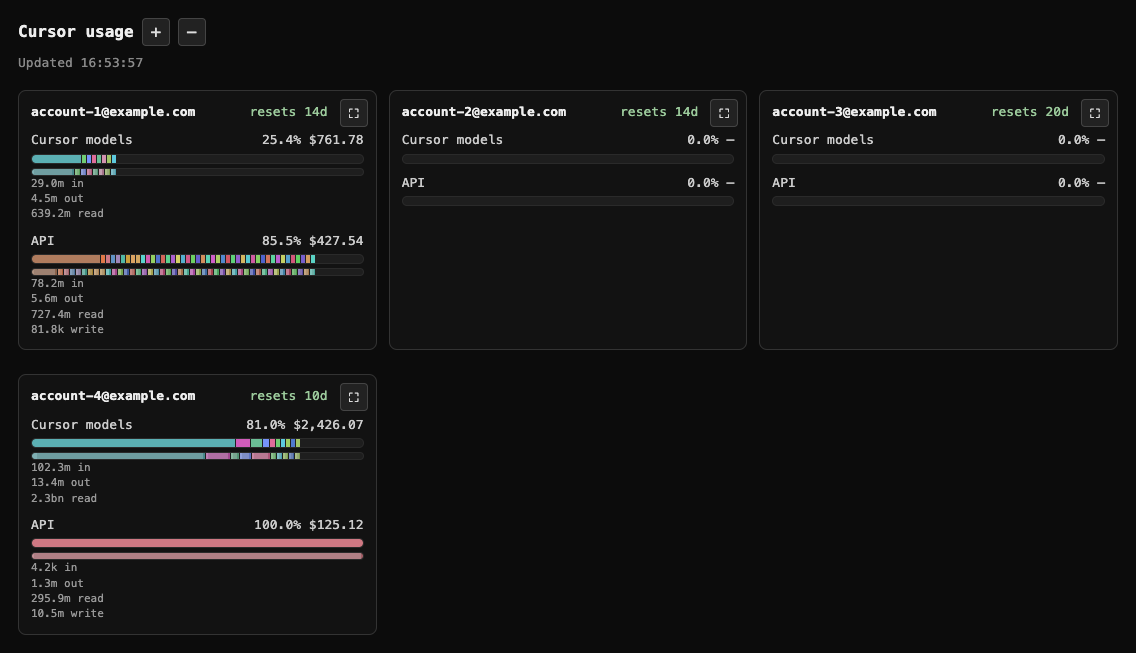 Cursor usage + −
Updated 16:53:57
account-1@example.com resets 14d
Cursor models 25.4% $761.78
29.0m in
4.5m out
639.2m read
API 85.5% $427.54
78.2m in
5.6m out
727.4m read
81.8k write
account-2@example.com resets 14d
Cursor models 0.0% —
API 0.0% —
account-3@example.com resets 20d
Cursor models 0.0% —
API 0.0% —
account-4@example.com resets 10d
Cursor models 81.0% $2,426.07
102.3m in
13.4m out
2.3bn read
API 100.0% $125.12
4.2k in
1.3m out
295.9m read
10.5m write